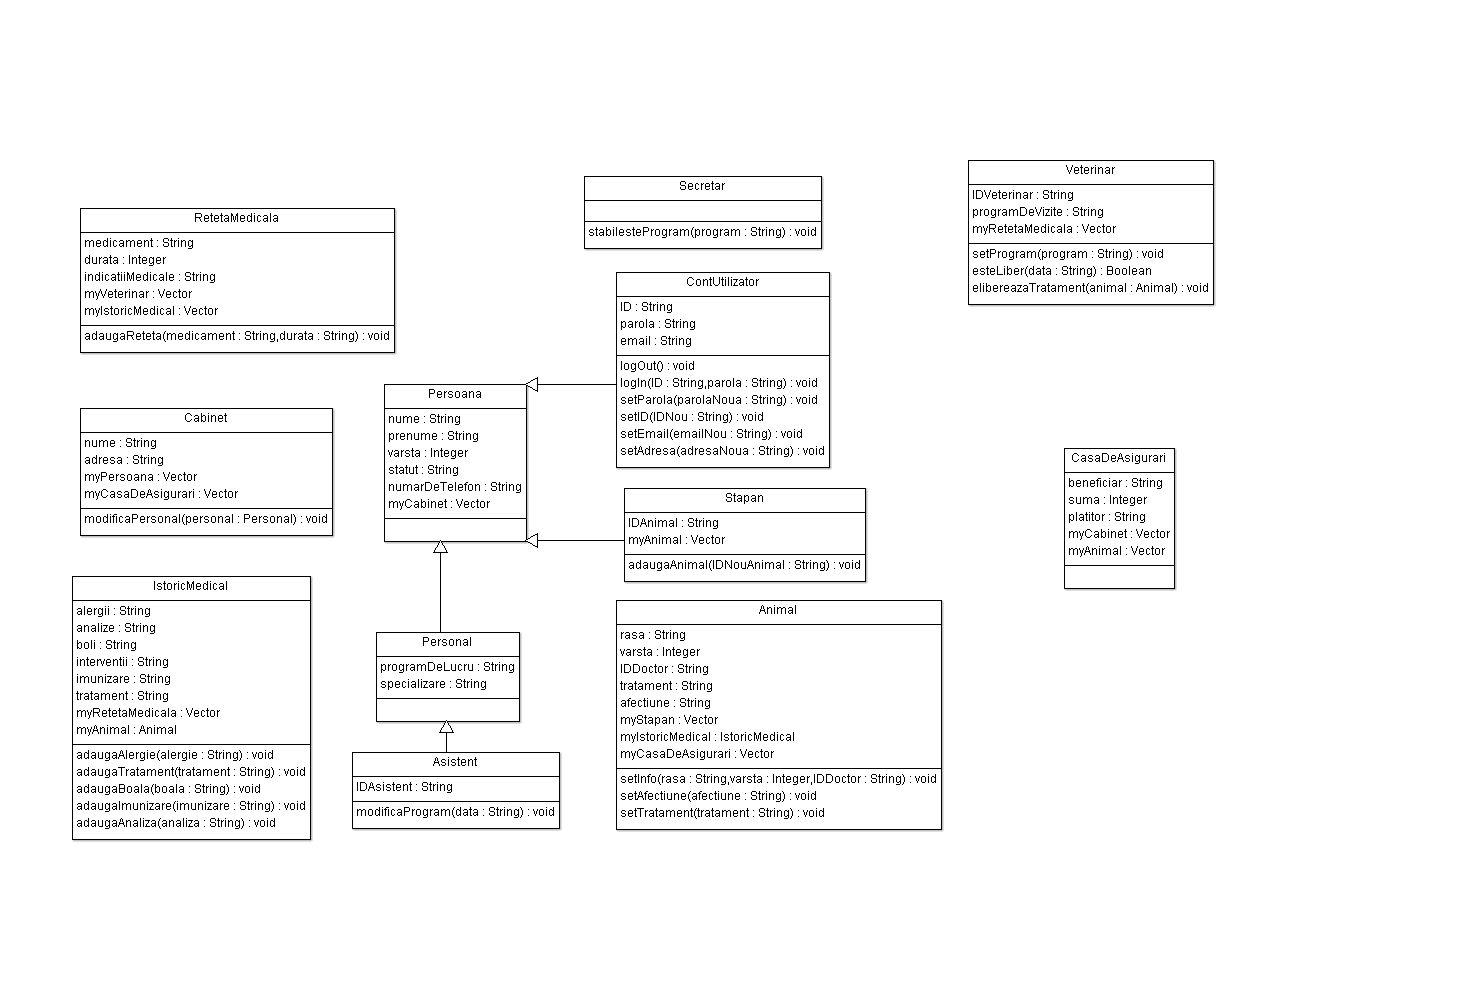 RetetaMedicala
medicament : String
durata : Integer
indicatiiMedicale : String
myVeterinar : Vector
myIstoricMedical : Vector
adaugaReteta(medicament : String,durata : String) : void
Secretar
stabilesteProgram(program : String) : void
Veterinar
IDVeterinar : String
programDeVizite : String
myRetetaMedicala : Vector
setProgram(program : String) : void
esteLiber(data : String) : Boolean
elibereazaTratament(animal : Animal) : void
ContUtilizator
ID : String
parola : String
email : String
logOut() : void
logIn(ID : String,parola : String) : void
setParola(parolaNoua : String) : void
setID(IDNou : String) : void
setEmail(emailNou : String) : void
setAdresa(adresaNoua : String) : void
Persoana
nume : String
prenume : String
varsta : Integer
statut : String
numarDeTelefon : String
myCabinet : Vector
Cabinet
nume : String
adresa : String
myPersoana : Vector
myCasaDeAsigurari : Vector
modificaPersonal(personal : Personal) : void
CasaDeAsigurari
beneficiar : String
suma : Integer
platitor : String
myCabinet : Vector
myAnimal : Vector
Stapan
IDAnimal : String
myAnimal : Vector
adaugaAnimal(IDNouAnimal : String) : void
IstoricMedical
alergii : String
analize : String
boli : String
interventii : String
imunizare : String
tratament : String
myRetetaMedicala : Vector
myAnimal : Animal
adaugaAlergie(alergie : String) : void
adaugaTratament(tratament : String) : void
adaugaBoala(boala : String) : void
adaugaImunizare(imunizare : String) : void
adaugaAnaliza(analiza : String) : void
Personal
programDeLucru : String
specializare : String
Asistent
IDAsistent : String
modificaProgram(data : String) : void
Animal
rasa : String
varsta : Integer
IDDoctor : String
tratament : String
afectiune : String
myStapan : Vector
myIstoricMedical : IstoricMedical
myCasaDeAsigurari : Vector
setInfo(rasa : String,varsta : Integer,IDDoctor : String) : void
setAfectiune(afectiune : String) : void
setTratament(tratament : String) : void